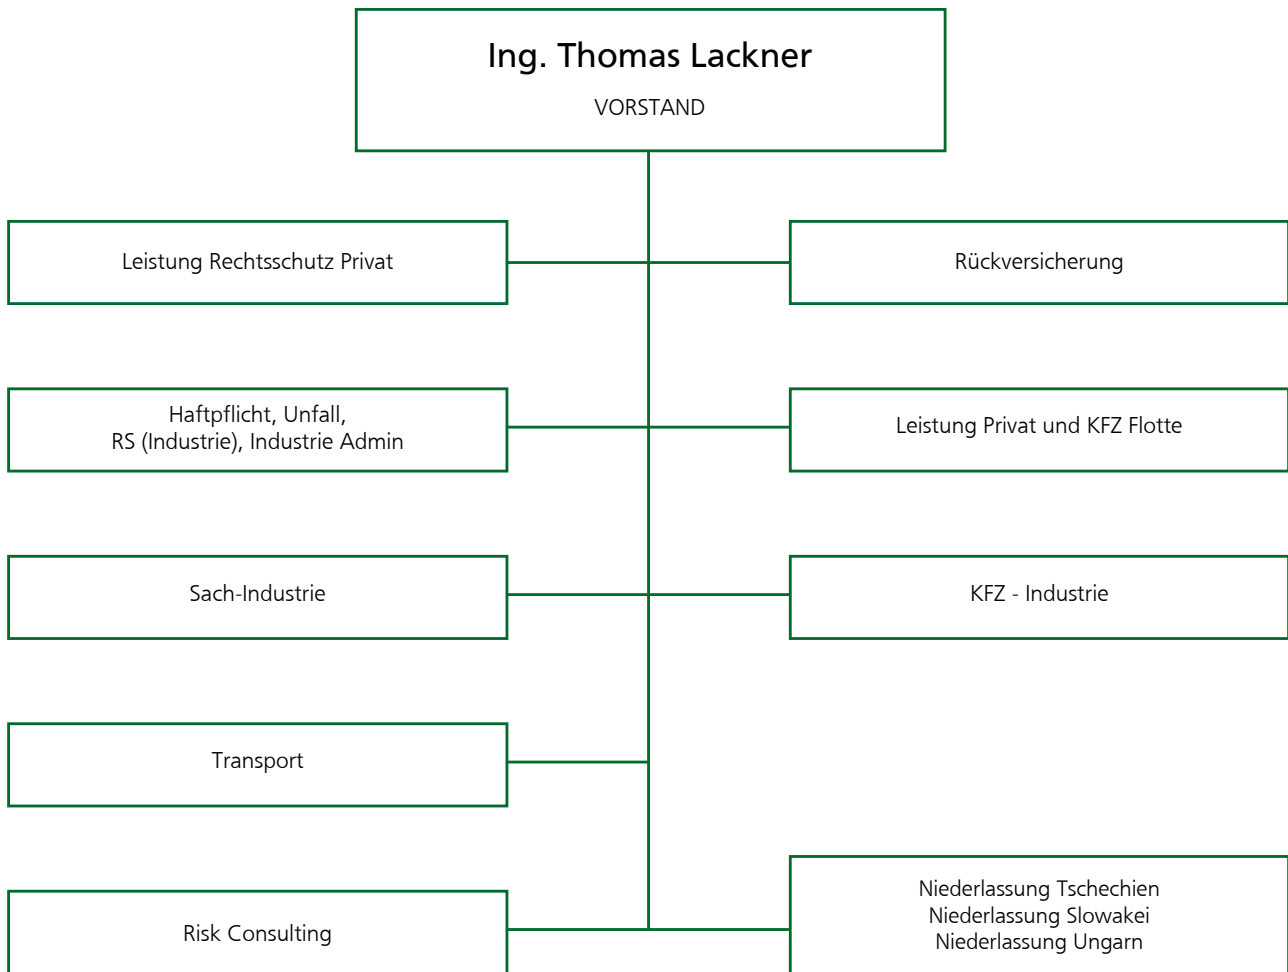 Ing. Thomas Lackner
VORSTAND
Leistung Rechtsschutz Privat
Rückversicherung
Haftpflicht, Unfall,
RS (Industrie), Industrie Admin
Leistung Privat und KFZ Flotte
Sach-Industrie
KFZ - Industrie
Transport
Risk Consulting
Niederlassung Tschechien
Niederlassung Slowakei
Niederlassung Ungarn